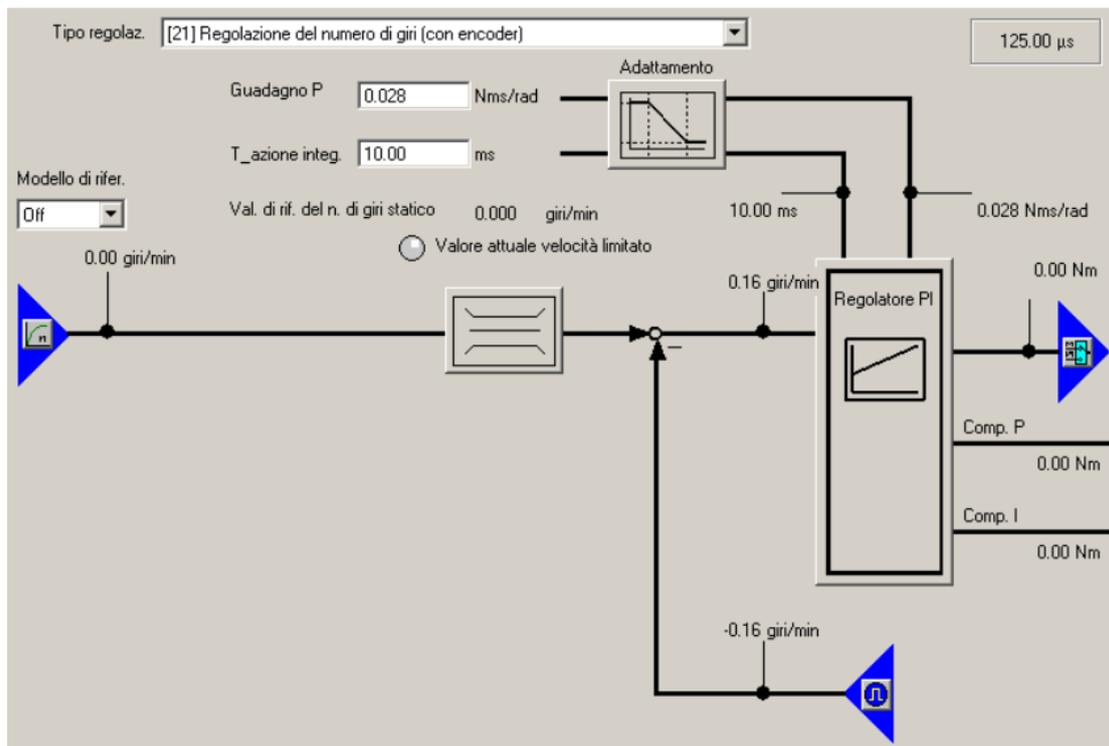 Tipo regolaz. [21] Regolazione del numero di giri (con encoder)
125.00 µs
Adattamento
Guadagno P 0.028 Nms/rad
T_azione integ. 10.00 ms
Modello di rifer.
Off
Val. di rif. del n. di giri statico 0.000 giri/min
10.00 ms 0.028 Nms/rad
Valore attuale velocità limitato
0.00 giri/min
0.16 giri/min
0.00 Nm
Regolatore PI
n
Comp. P
0.00 Nm
Comp. I
0.00 Nm
-0.16 giri/min